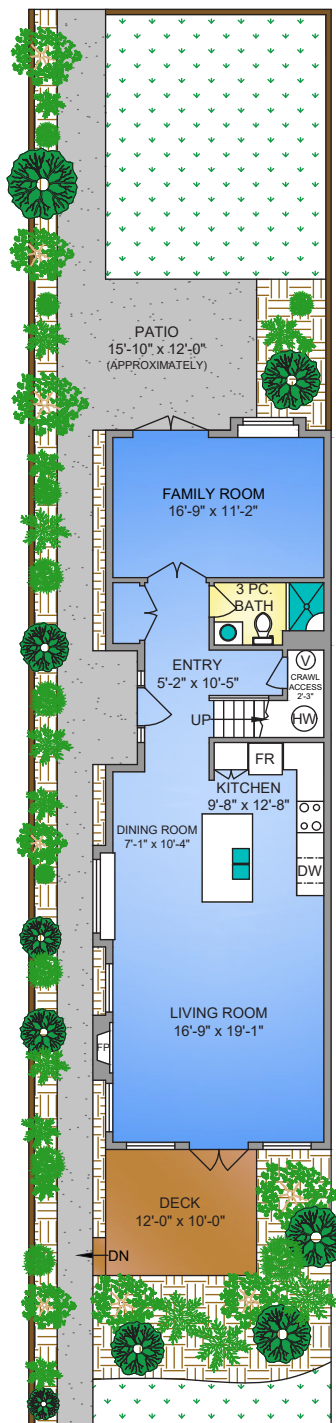 PATIO
15'-10" x 12'-0"
(APPROXIMATELY)
FAMILY ROOM
16'-9" x 11'-2"
3 PC.
BATH
ENTRY
5'-2" x 10'-5"
V
CRAWL
ACCESS
2'-3"
UP
HW
FR
KITCHEN
9'-8" x 12'-8"
DINING ROOM
7'-1" x 10'-4"
DW
LIVING ROOM
16'-9" x 19'-1"
FP
DECK
12'-0" x 10'-0"
DN